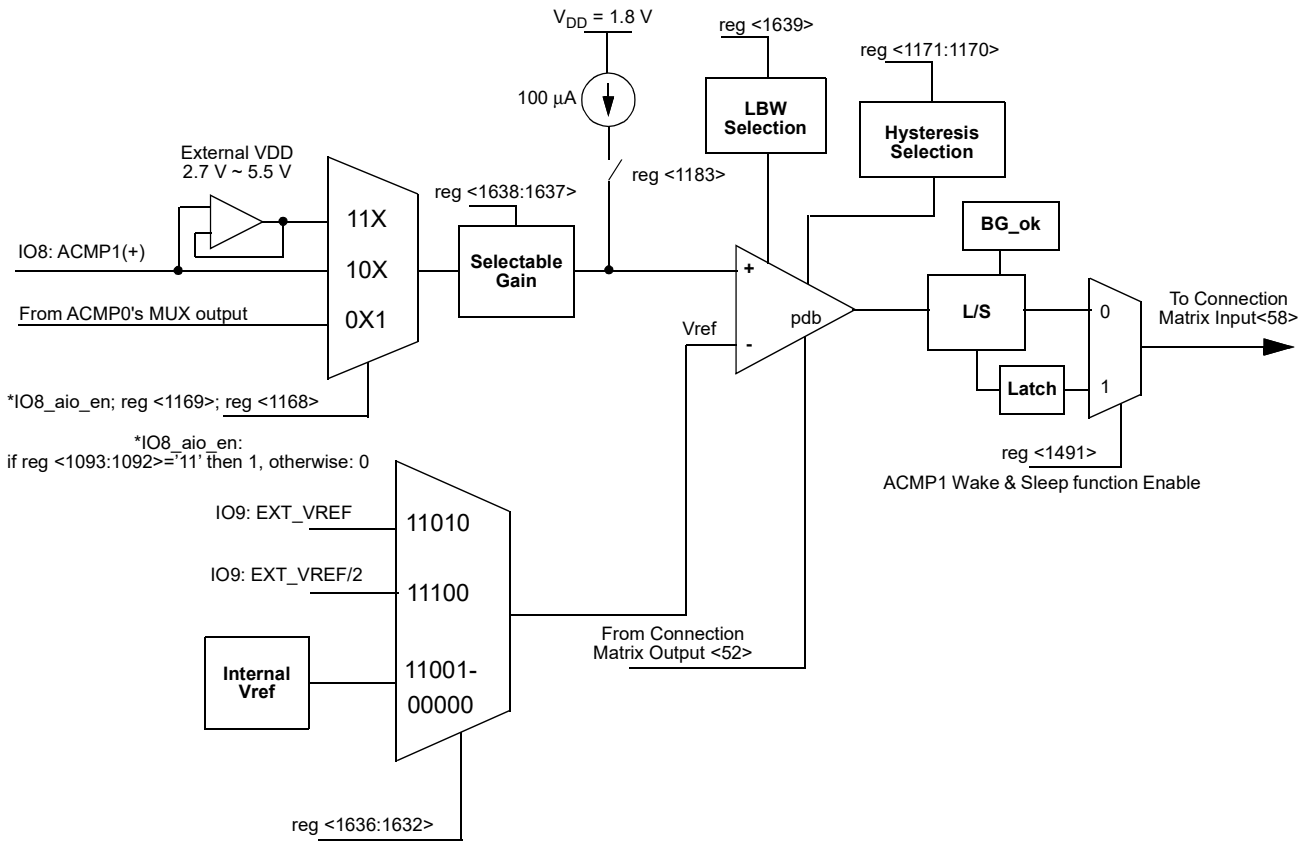 V_DD = 1.8 V
reg <1639>
reg <1171:1170>
100 μA
LBW
Selection
Hysteresis
Selection
External VDD
2.7 V ~ 5.5 V
reg <1183>
reg <1638:1637>
11X
BG_ok
IO8: ACMP1(+)
10X
Selectable
Gain
+
From ACMP0's MUX output
0X1
Vref
pdb
-
L/S
0
To Connection
Matrix Input<58>
Latch
1
*IO8_aio_en; reg <1169>; reg <1168>
*IO8_aio_en:
if reg <1093:1092>='11' then 1, otherwise: 0
reg <1491>
ACMP1 Wake & Sleep function Enable
IO9: EXT_VREF
11010
IO9: EXT_VREF/2
11100
From Connection
Matrix Output <52>
Internal
Vref
11001-
00000
reg <1636:1632>